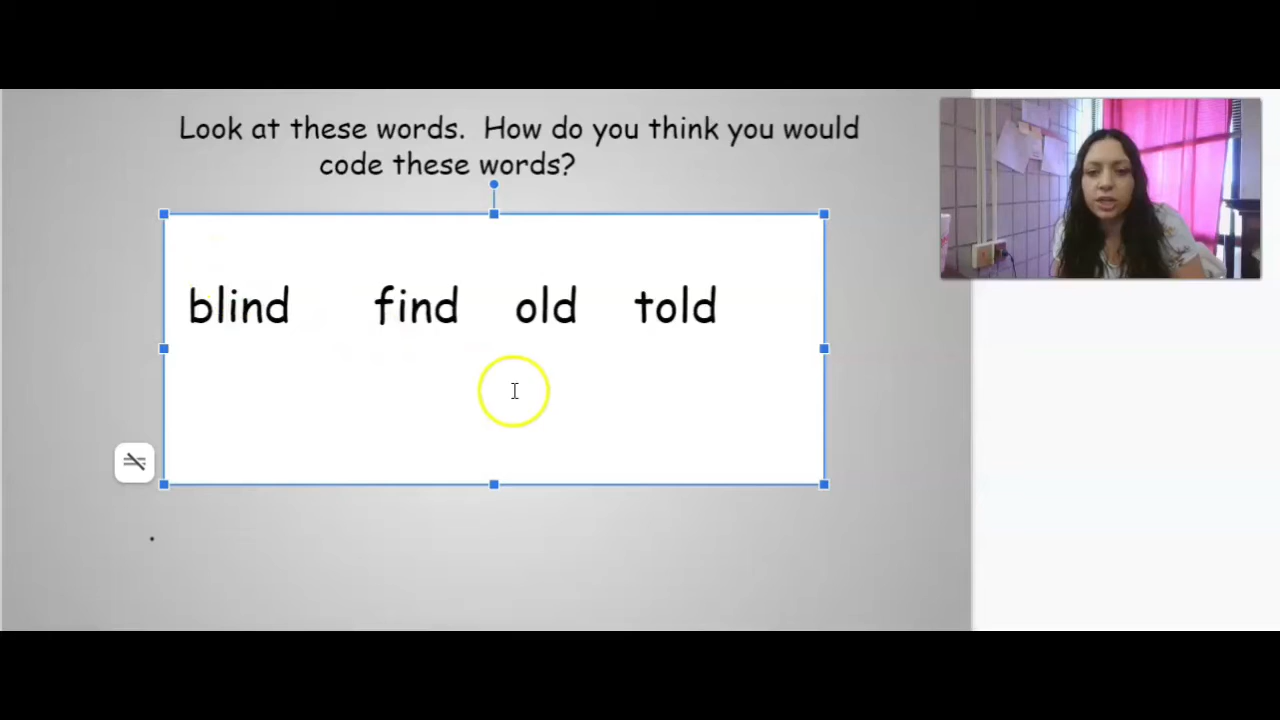 Look at these words. How do you think you would
code these words?
blind find old told